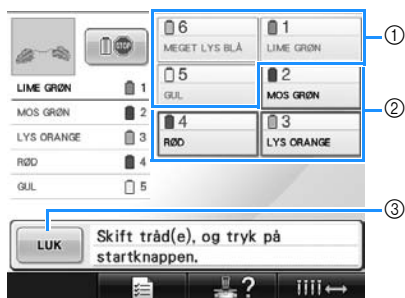 6
MEGET LYS BLÅ
1
LIME GRØN
5
GUL
2
MOS GRØN
4
RØD
3
LYS ORANGE
LIME GRØN 1
MOS GRØN 2
LYS ORANGE 3
RØD 4
GUL 5
LUK
Skift tråd(e), og tryk på
startknappen.
?
1
2
3